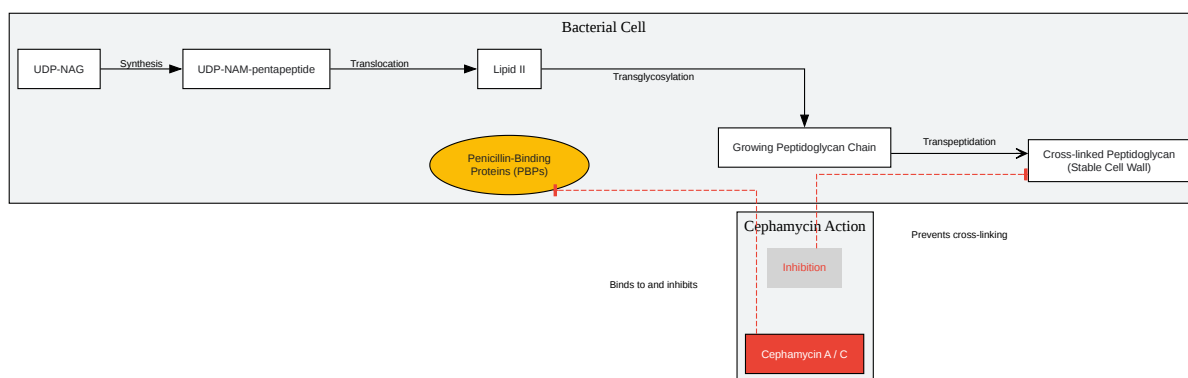 Bacterial Cell
UDP-NAG
Synthesis
UDP-NAM-pentapeptide
Translocation
Lipid II
Transglycosylation
Growing Peptidoglycan Chain
Transpeptidation
Cross-linked Peptidoglycan
(Stable Cell Wall)
Penicillin-Binding
Proteins (PBPs)
Cephamycin Action
Prevents cross-linking
Inhibition
Binds to and inhibits
Cephamycin A / C